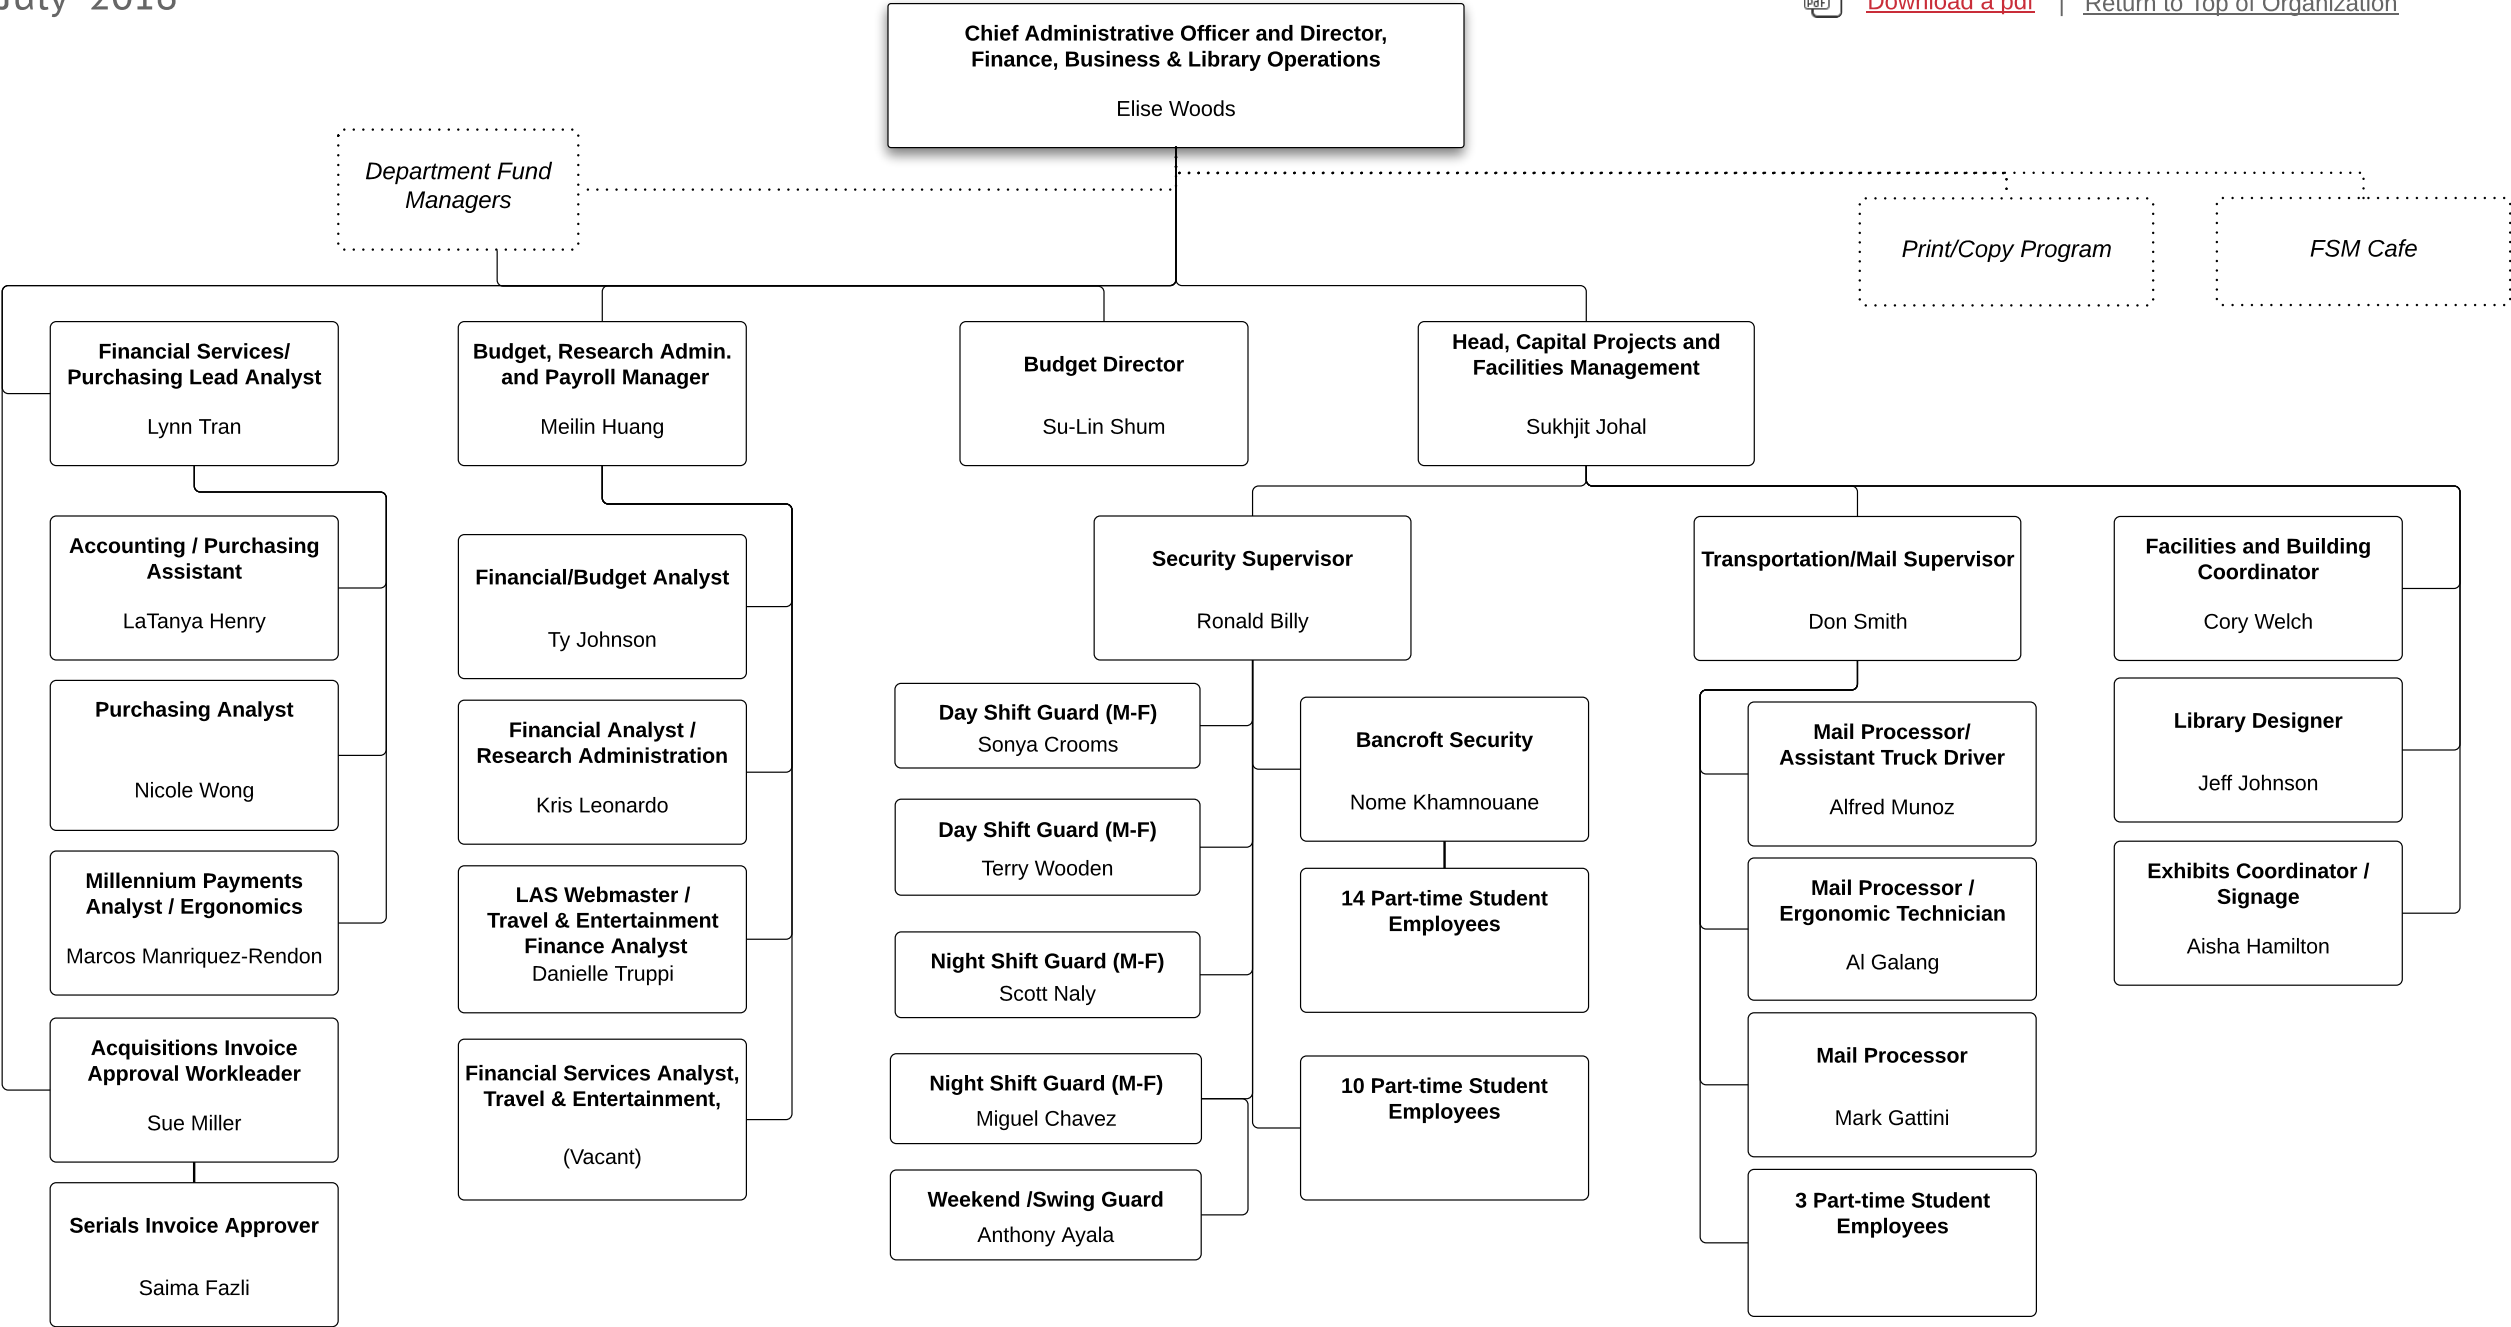 July 2016
Download a pdf | Return to Top of Organization
Chief Administrative Officer and Director,
Finance, Business & Library Operations
Elise Woods
Department Fund
Managers
Print/Copy Program
FSM Cafe
Financial Services/
Purchasing Lead Analyst
Lynn Tran
Budget, Research Admin.
and Payroll Manager
Meilin Huang
Budget Director
Su-Lin Shum
Head, Capital Projects and
Facilities Management
Sukhjit Johal
Accounting / Purchasing
Assistant
LaTanya Henry
Purchasing Analyst
Nicole Wong
Millennium Payments
Analyst / Ergonomics
Marcos Manriquez-Rendon
Acquisitions Invoice
Approval Workleader
Sue Miller
Serials Invoice Approver
Saima Fazli
Financial/Budget Analyst
Ty Johnson
Financial Analyst /
Research Administration
Kris Leonardo
LAS Webmaster /
Travel & Entertainment
Finance Analyst
Danielle Truppi
Financial Services Analyst,
Travel & Entertainment,
(Vacant)
Security Supervisor
Ronald Billy
Day Shift Guard (M-F)
Sonya Crooms
Day Shift Guard (M-F)
Terry Wooden
Night Shift Guard (M-F)
Scott Naly
Night Shift Guard (M-F)
Miguel Chavez
Weekend /Swing Guard
Anthony Ayala
Bancroft Security
Nome Khamnouane
14 Part-time Student
Employees
10 Part-time Student
Employees
Transportation/Mail Supervisor
Don Smith
Mail Processor/
Assistant Truck Driver
Alfred Munoz
Mail Processor /
Ergonomic Technician
Al Galang
Mail Processor
Mark Gattini
3 Part-time Student
Employees
Facilities and Building
Coordinator
Cory Welch
Library Designer
Jeff Johnson
Exhibits Coordinator /
Signage
Aisha Hamilton